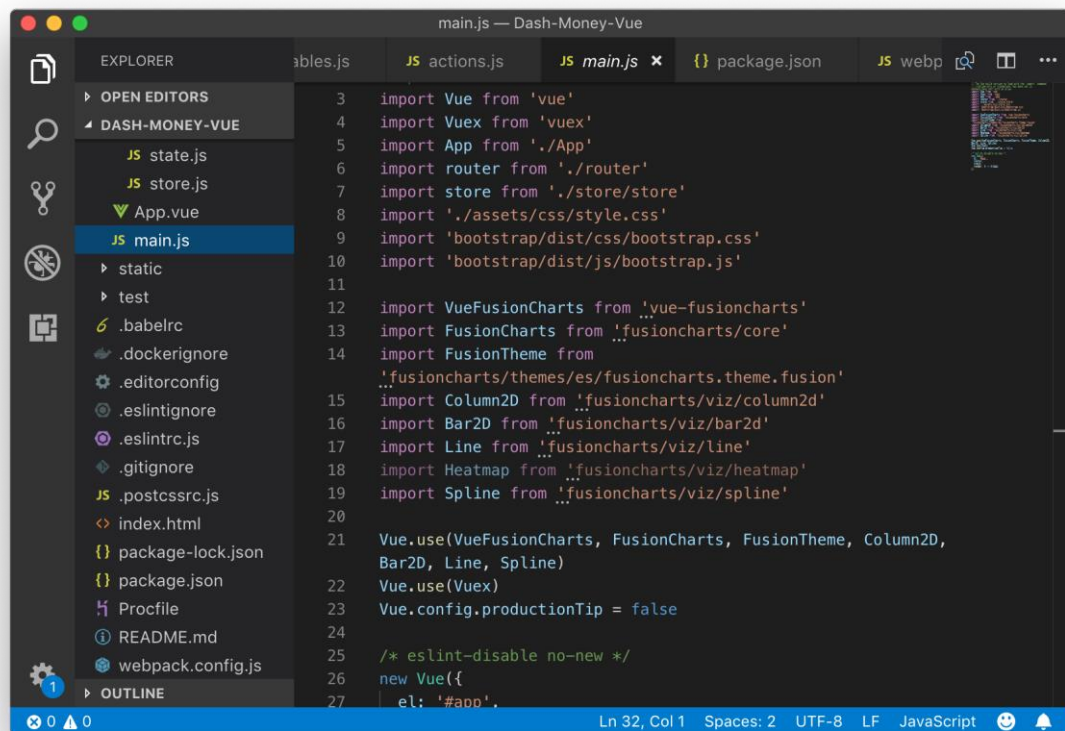 main.js — Dash-Money-Vue
EXPLORER
ables.js
JS actions.js
JS main.js ×
{} package.json
JS webp
OPEN EDITORS
DASH-MONEY-VUE
JS state.js
JS store.js
App.vue
JS main.js
static
test
.babelrc
.dockerignore
.editorconfig
.eslintignore
.eslintrc.js
.gitignore
JS .postcssrc.js
<> index.html
{} package-lock.json
{} package.json
Procfile
README.md
webpack.config.js
OUTLINE
1
3 import Vue from 'vue'
4 import Vuex from 'vuex'
5 import App from './App'
6 import router from './router'
7 import store from './store/store'
8 import './assets/css/style.css'
9 import 'bootstrap/dist/css/bootstrap.css'
10 import 'bootstrap/dist/js/bootstrap.js'
11
12 import VueFusionCharts from 'vue-fusioncharts'
13 import FusionCharts from 'fusioncharts/core'
14 import FusionTheme from
'fusioncharts/themes/es/fusioncharts.theme.fusion'
15 import Column2D from 'fusioncharts/viz/column2d'
16 import Bar2D from 'fusioncharts/viz/bar2d'
17 import Line from 'fusioncharts/viz/line'
18 import Heatmap from 'fusioncharts/viz/heatmap'
19 import Spline from 'fusioncharts/viz/spline'
20
21 Vue.use(VueFusionCharts, FusionCharts, FusionTheme, Column2D,
Bar2D, Line, Spline)
22 Vue.use(Vuex)
23 Vue.config.productionTip = false
24
25 /* eslint-disable no-new */
26 new Vue({
27 el: '#app',
0 0
Ln 32, Col 1 Spaces: 2 UTF-8 LF JavaScript